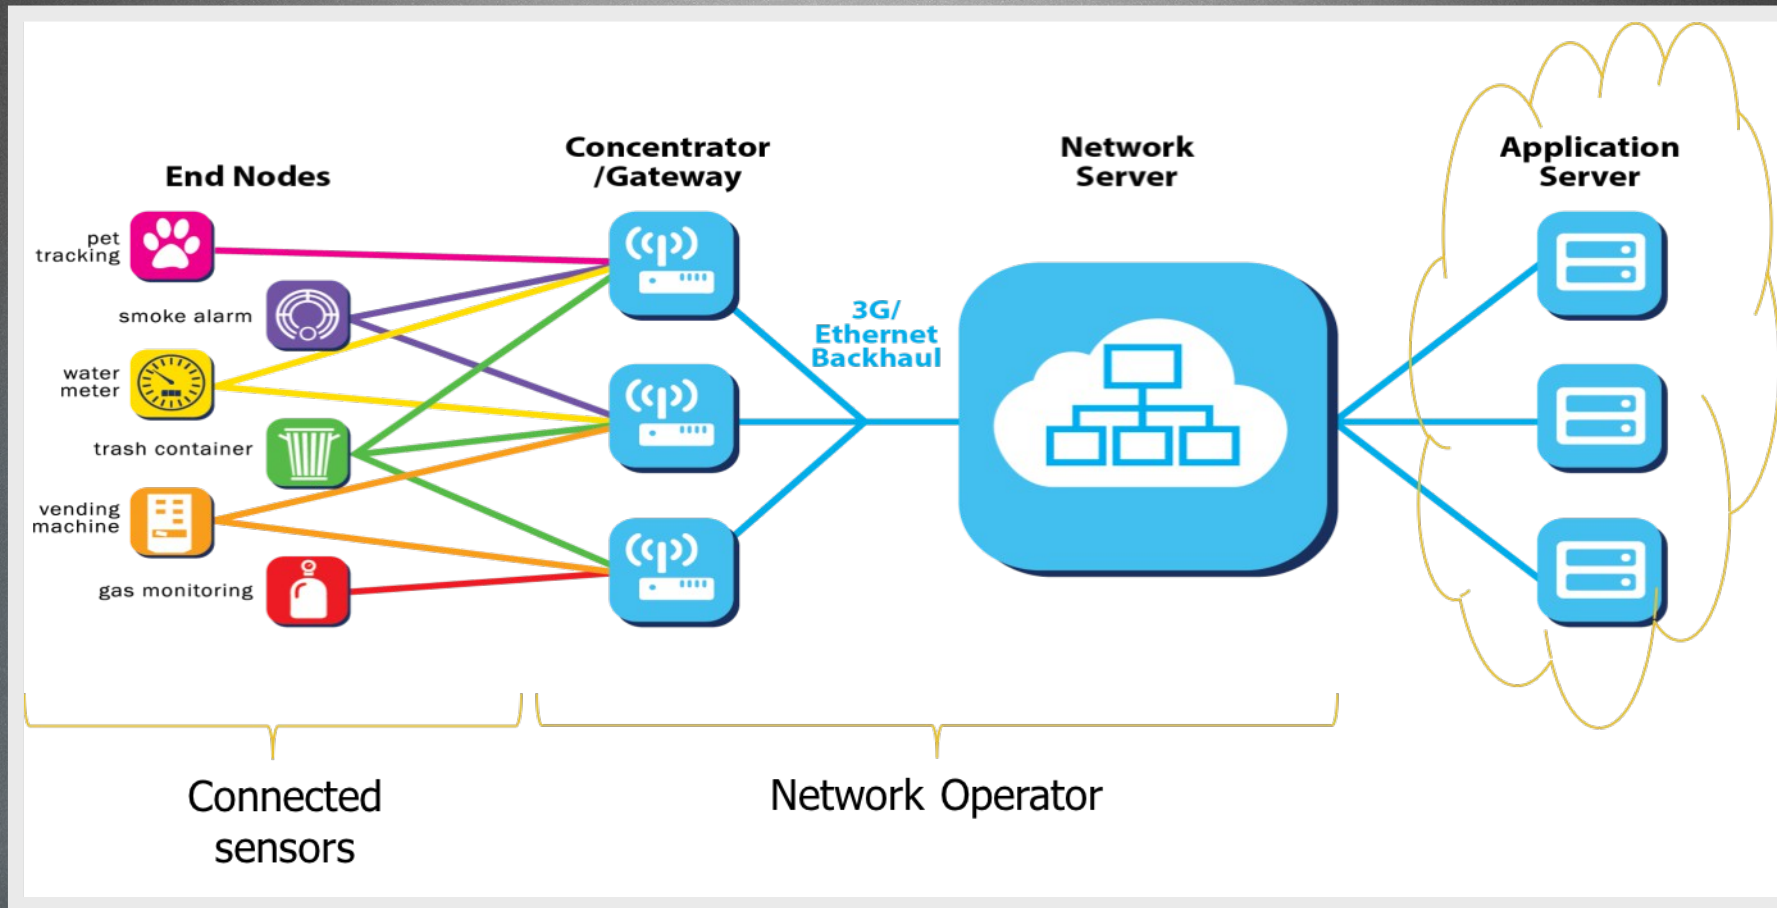 End Nodes
Concentrator
/Gateway
Network
Server
Application
Server
pet
tracking
smoke alarm
water
meter
trash container
vending
machine
gas monitoring
3G/
Ethernet
Backhaul
Connected
sensors
Network Operator